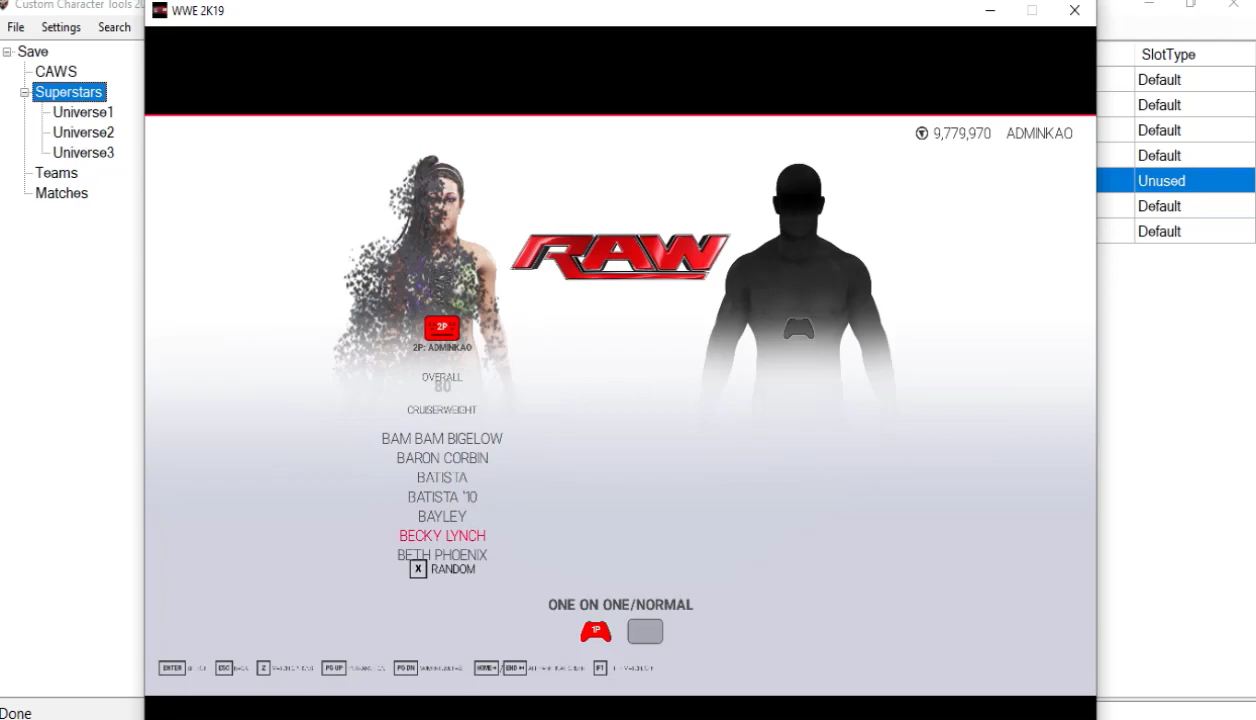 Custom Character Tools 20
WWE 2K19
File Settings Search
Save
CAWS
Superstars
Universe1
Universe2
Universe3
Teams
Matches
SlotType
Default
Default
Default
Default
Unused
Default
Default
9,779,970 ADMINKAO
RAW
2P
2P: ADMINKAO
OVERALL
80
CRUISERWEIGHT
BAM BAM BIGELOW
BARON CORBIN
BATISTA
BATISTA '10
BAYLEY
BECKY LYNCH
BETH PHOENIX
X RANDOM
ONE ON ONE/NORMAL
1P
ENTER ESC Z PG UP PG DN HOME / END F1
Done